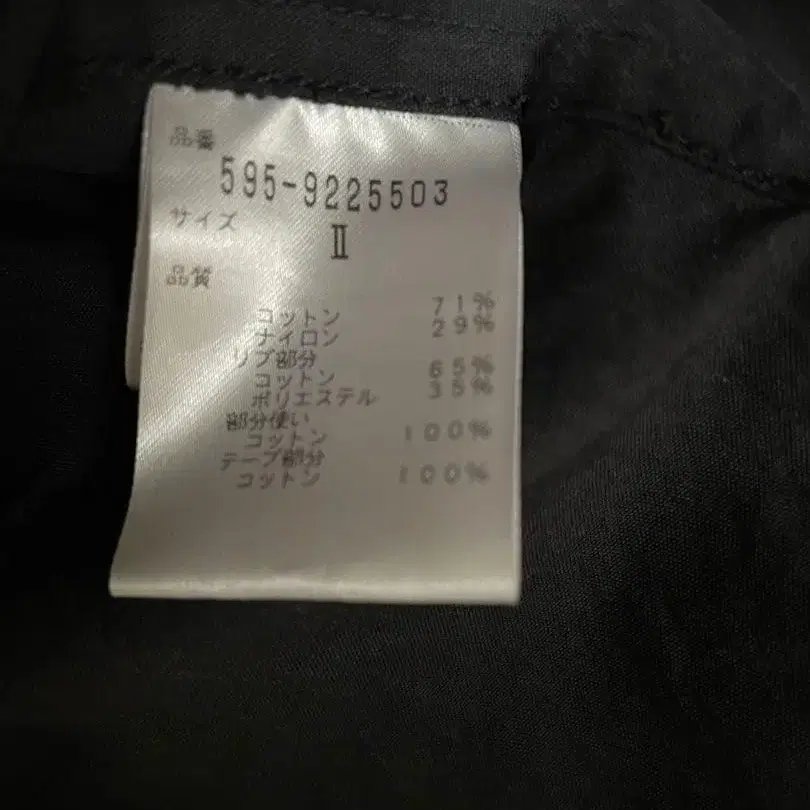 品番
595-9225503
サイズ
Ⅱ
品質
コットン 71%
ナイロン 29%
リブ部分
コットン 65%
ポリエステル 35%
部分使い
コットン 100%
テープ部分
コットン 100%